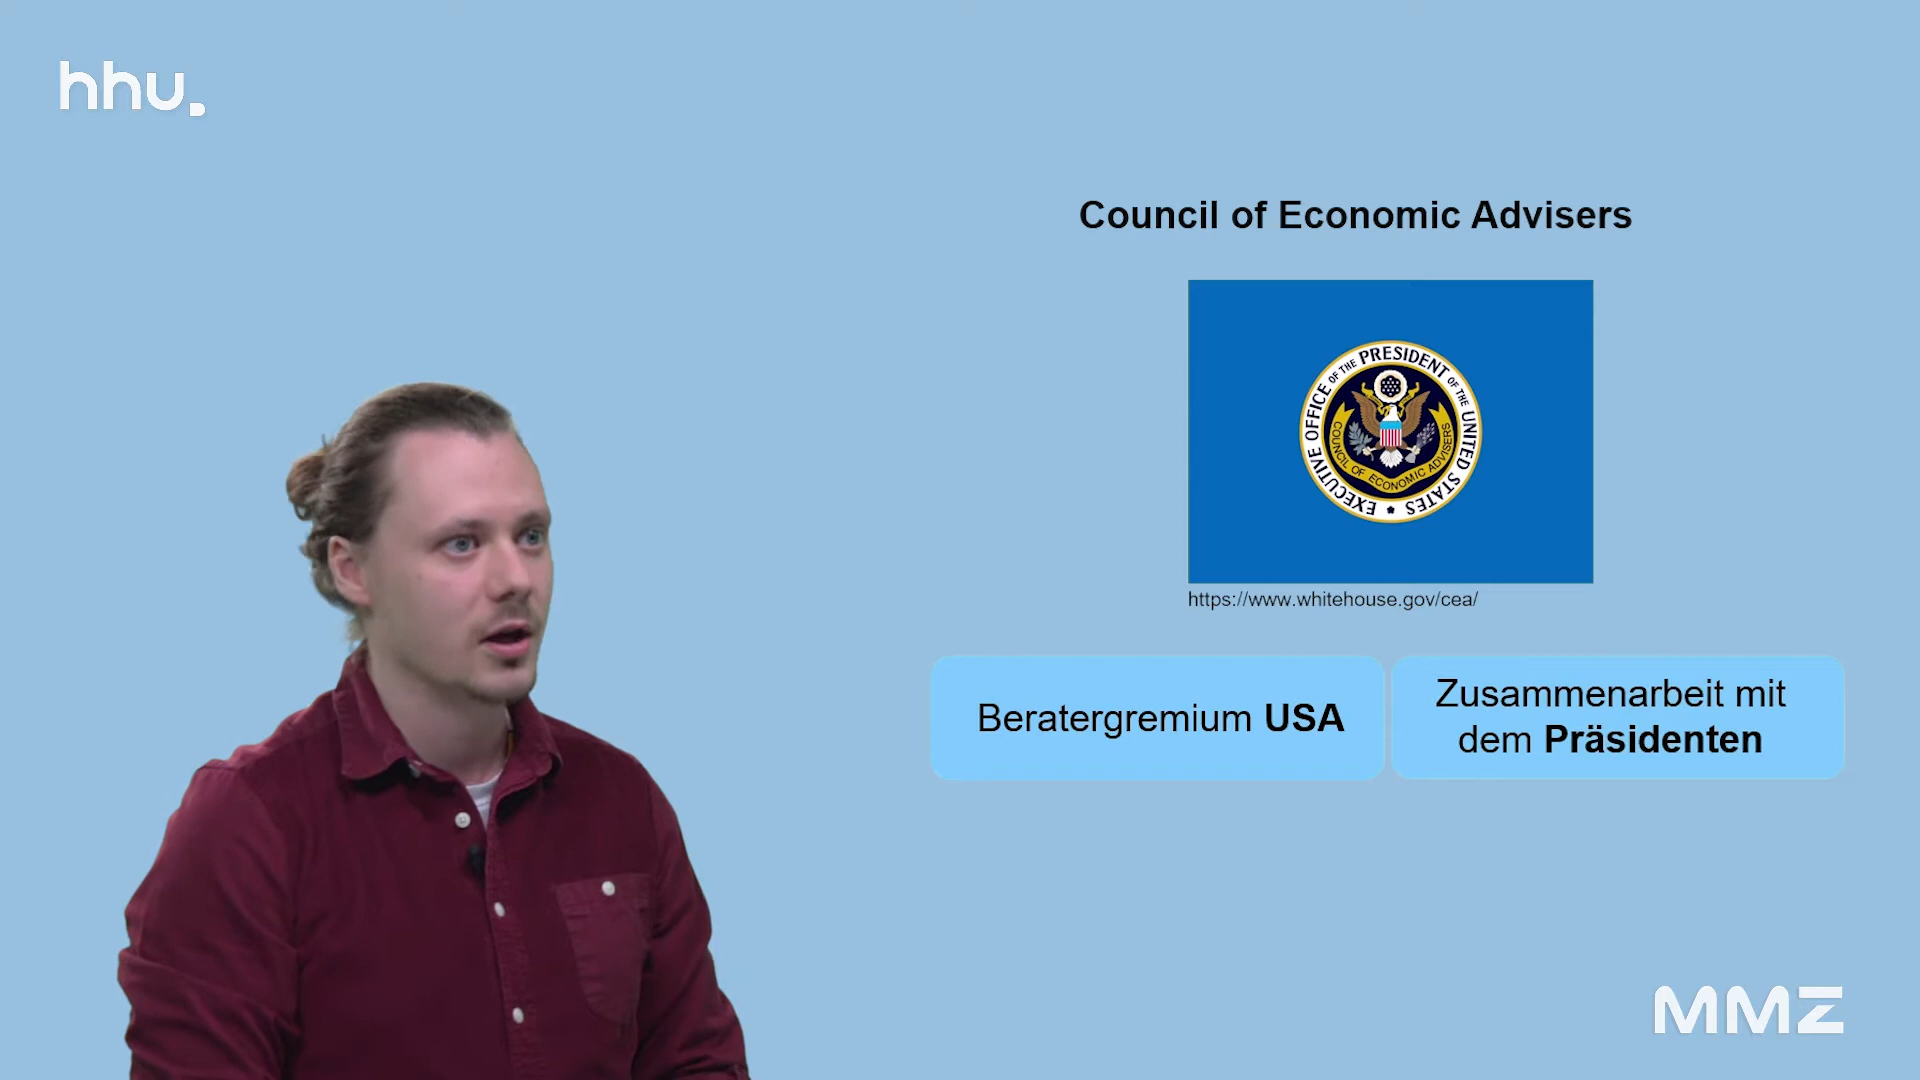 hhu.
Council of Economic Advisers
EXECUTIVE OFFICE OF THE PRESIDENT OF THE UNITED STATES
COUNCIL OF ECONOMIC ADVISERS
https://www.whitehouse.gov/cea/
Beratergremium USA
Zusammenarbeit mit
dem Präsidenten
MMZ